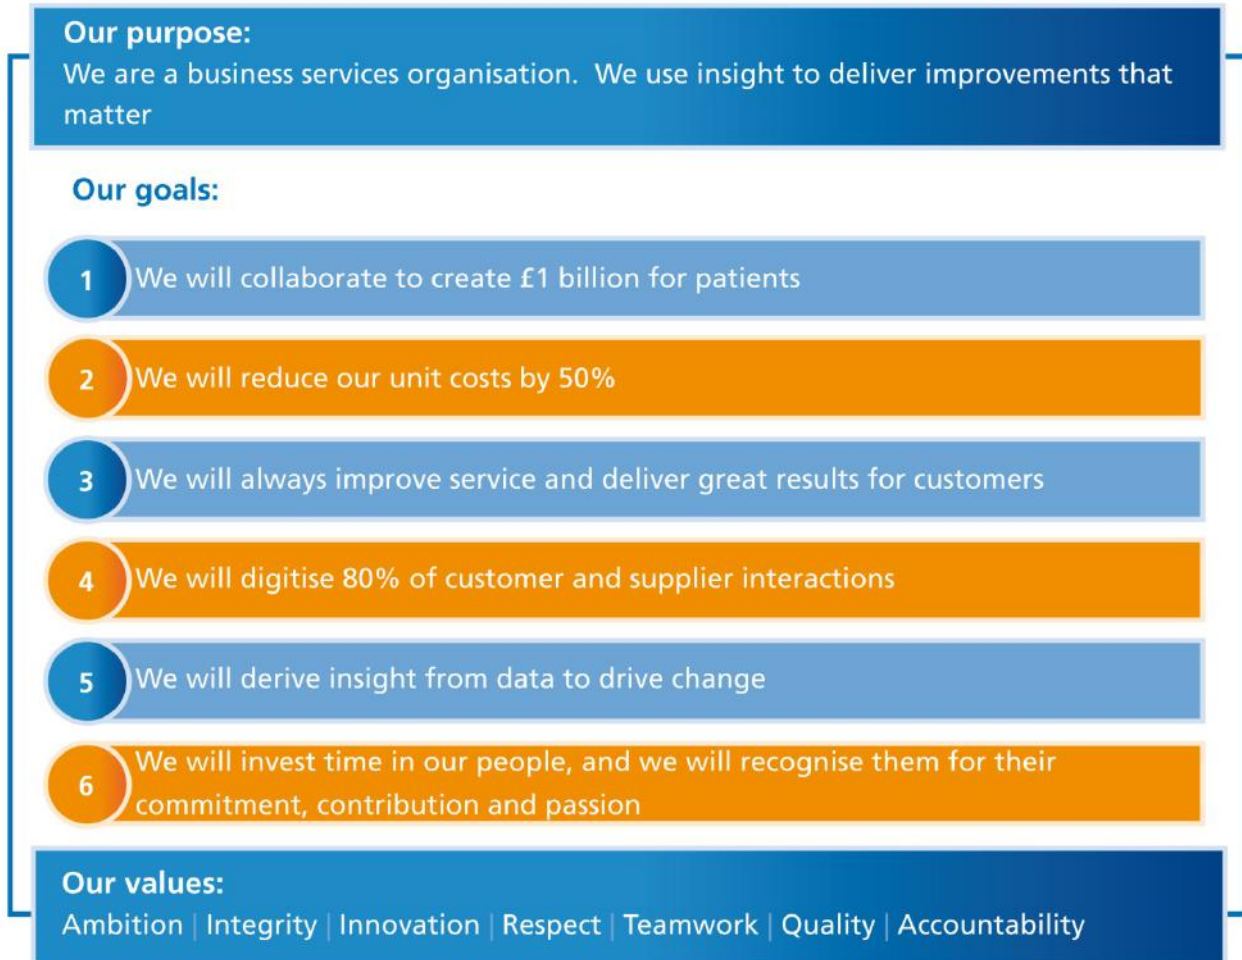 Our purpose:
We are a business services organisation.  We use insight to deliver improvements that
matter
Our goals:
1 We will collaborate to create £1 billion for patients
2 We will reduce our unit costs by 50%
3 We will always improve service and deliver great results for customers
4 We will digitise 80% of customer and supplier interactions
5 We will derive insight from data to drive change
6 We will invest time in our people, and we will recognise them for their
commitment, contribution and passion
Our values:
Ambition | Integrity | Innovation | Respect | Teamwork | Quality | Accountability